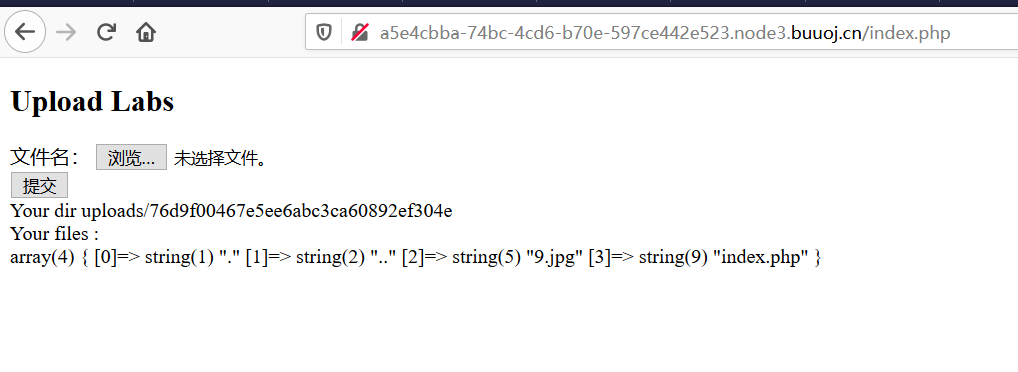 a5e4cbba-74bc-4cd6-b70e-597ce442e523.node3.buuoj.cn/index.php
Upload Labs
文件名： 浏览... 未选择文件。
提交
Your dir uploads/76d9f00467e5ee6abc3ca60892ef304e
Your files :
array(4) { [0]=> string(1) "." [1]=> string(2) ".." [2]=> string(5) "9.jpg" [3]=> string(9) "index.php" }